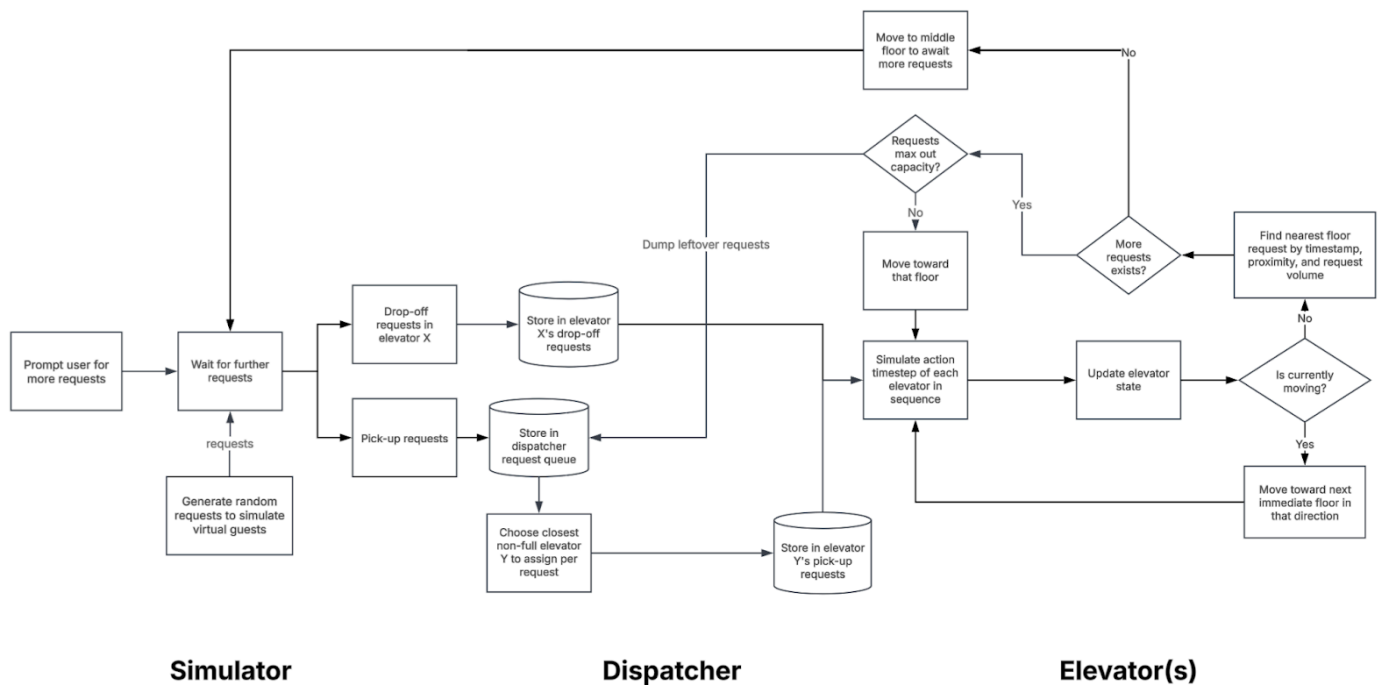 Move to middle
floor to await
more requests
No
Requests
max out
capacity?
No
Yes
Dump leftover requests
Move toward
that floor
More
requests
exists?
Find nearest floor
request by timestamp,
proximity, and request
volume
No
Prompt user for
more requests
Wait for further
requests
Drop-off
requests in
elevator X
Store in elevator
X's drop-off
requests
Simulate action
timestep of each
elevator in
sequence
Update elevator
state
Is currently
moving?
Yes
requests
Pick-up requests
Store in
dispatcher
request queue
Generate random
requests to simulate
virtual guests
Choose closest
non-full elevator
Y to assign per
request
Store in elevator
Y's pick-up
requests
Move toward next
immediate floor in
that direction
Simulator
Dispatcher
Elevator(s)